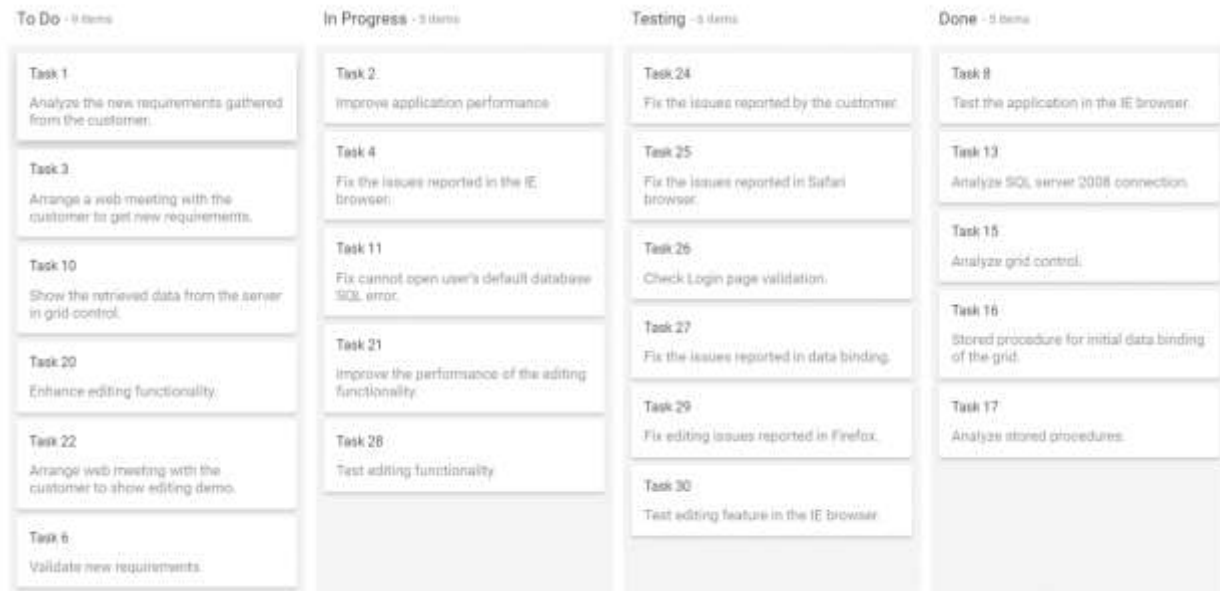 To Do - 9 items
Task 1
Analyze the new requirements gathered
from the customer.
Task 3
Arrange a web meeting with the
customer to get new requirements.
Task 10
Show the retrieved data from the server
in grid control.
Task 20
Enhance editing functionality.
Task 22
Arrange web meeting with the
customer to show editing demo.
Task 6
Validate new requirements
In Progress - 5 items
Task 2
Improve application performance
Task 4
Fix the issues reported in the IE
browser.
Task 11
Fix cannot open user's default database
SQL error.
Task 21
Improve the performance of the editing
functionality.
Task 28
Test editing functionality
Testing - 6 items
Task 24
Fix the issues reported by the customer.
Task 25
Fix the issues reported in Safari
browser.
Task 26
Check Login page validation.
Task 27
Fix the issues reported in data binding.
Task 29
Fix editing issues reported in Firefox.
Task 30
Test editing feature in the IE browser.
Done - 5 items
Task 8
Test the application in the IE browser.
Task 13
Analyze SQL server 2008 connection.
Task 15
Analyze grid control.
Task 16
Stored procedure for initial data binding
of the grid.
Task 17
Analyze stored procedures.